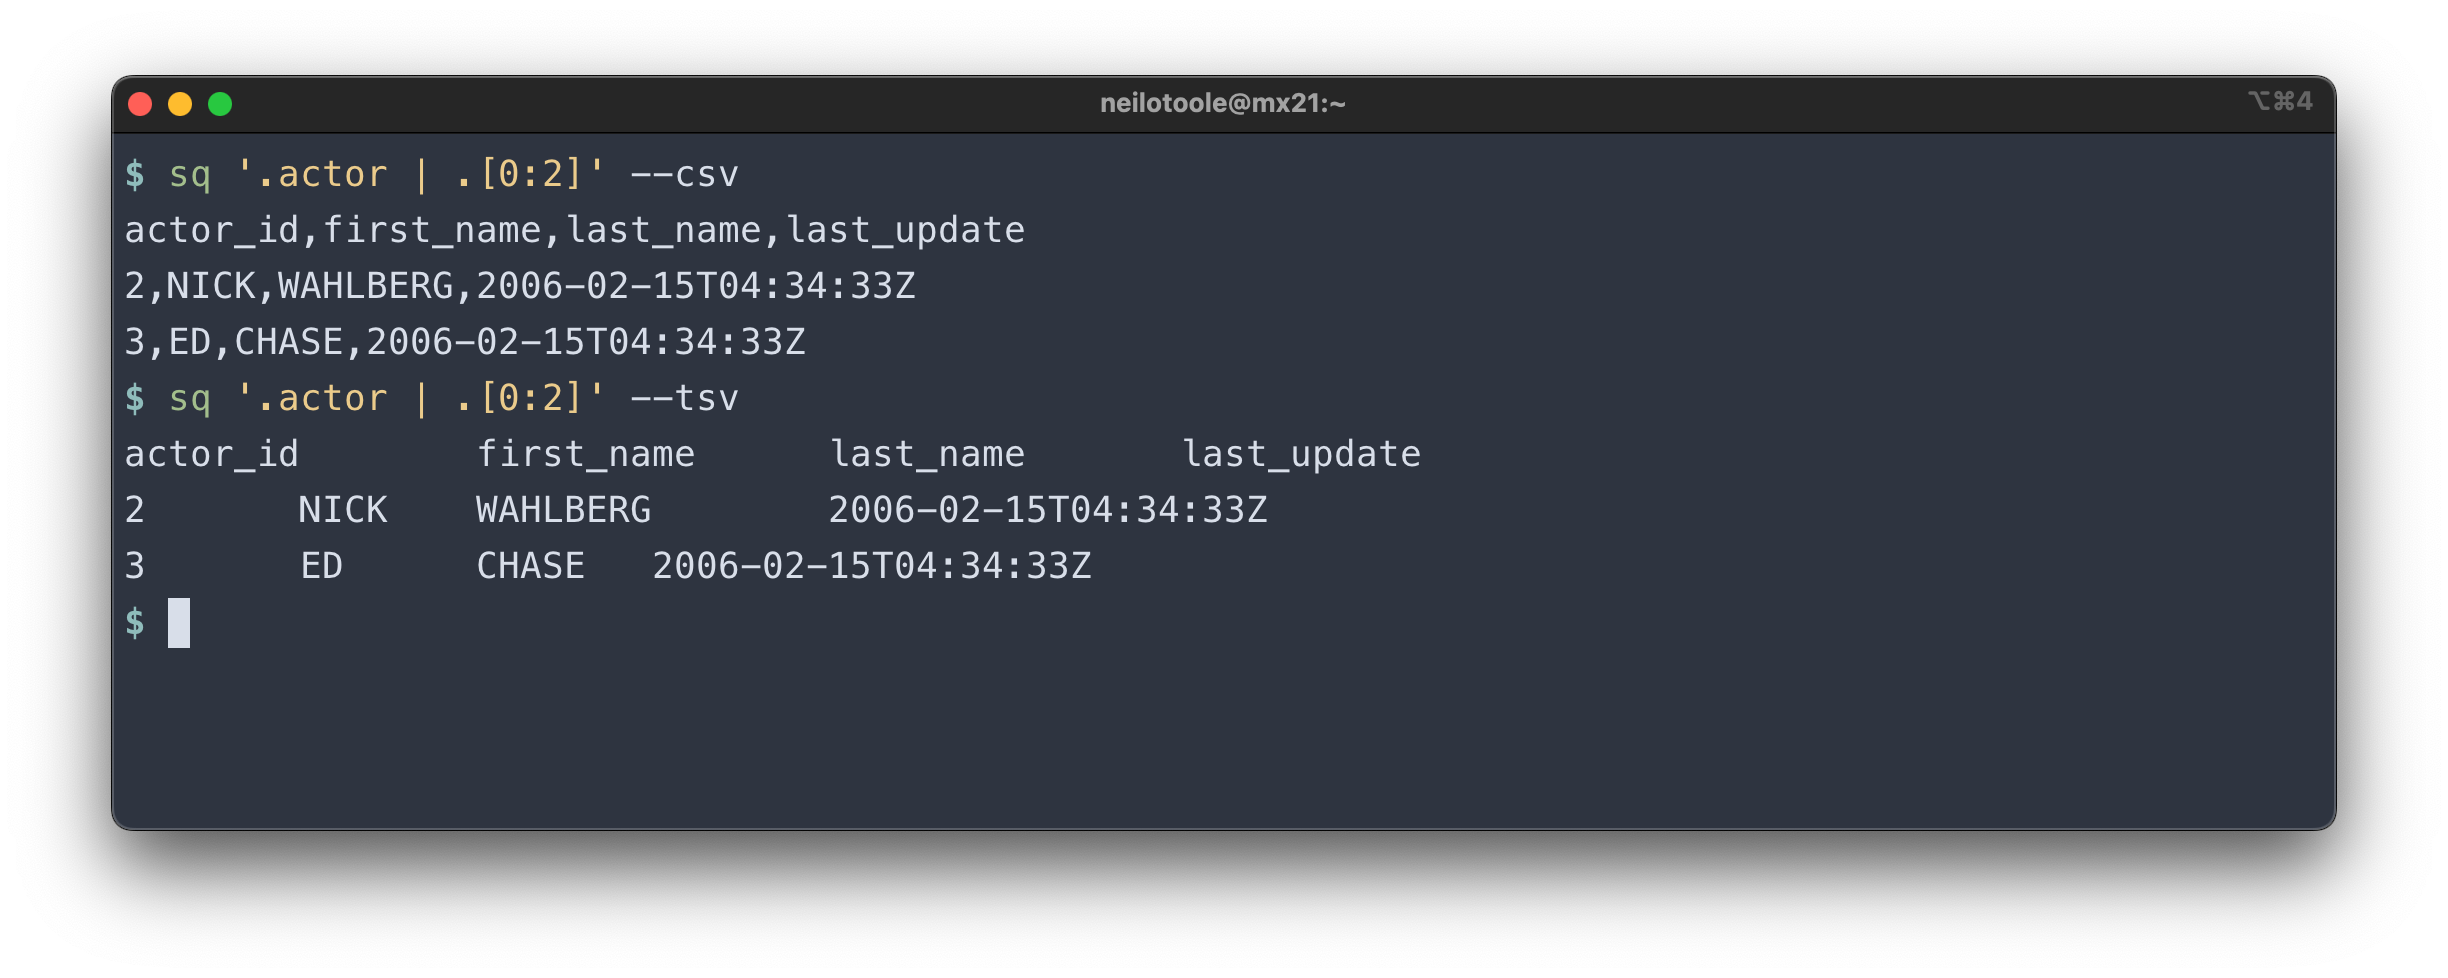 neilotoole@mx21:~ ⌥⌘4
$ sq '.actor | .[0:2]' --csv
actor_id,first_name,last_name,last_update
2,NICK,WAHLBERG,2006-02-15T04:34:33Z
3,ED,CHASE,2006-02-15T04:34:33Z
$ sq '.actor | .[0:2]' --tsv
actor_id	first_name	last_name	last_update
2	NICK	WAHLBERG	2006-02-15T04:34:33Z
3	ED	CHASE	2006-02-15T04:34:33Z
$